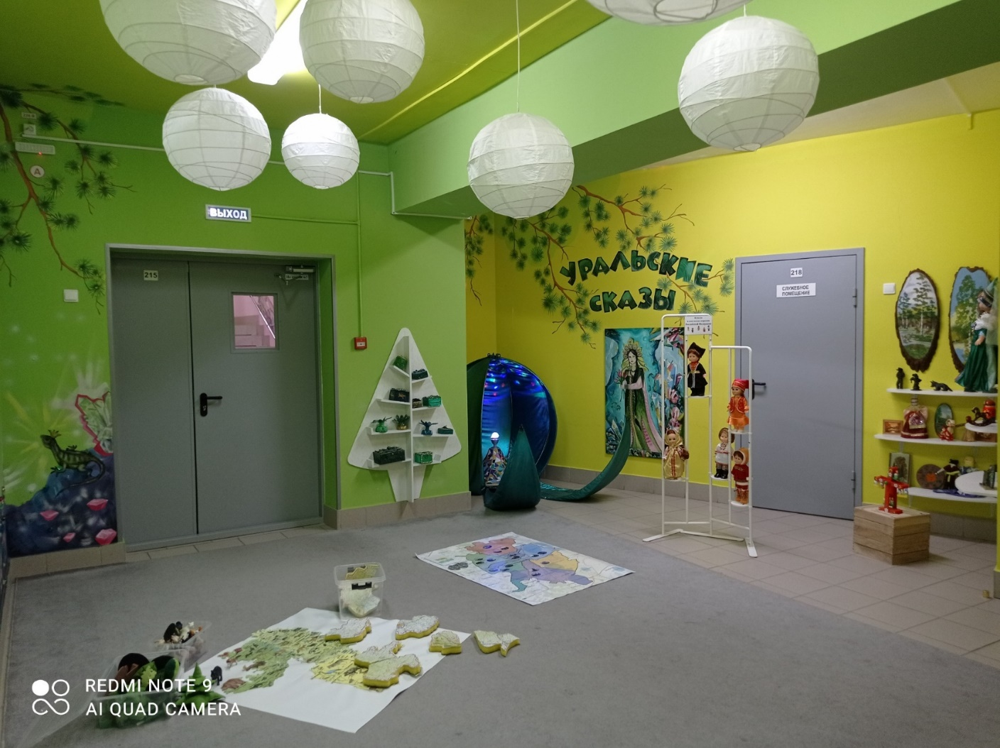 ВЫХОД
215
УРАЛЬСКИЕ
СКАЗЫ
218
СЛУЖЕБНОЕ
ПОМЕЩЕНИЕ
А
REDMI NOTE 9
AI QUAD CAMERA